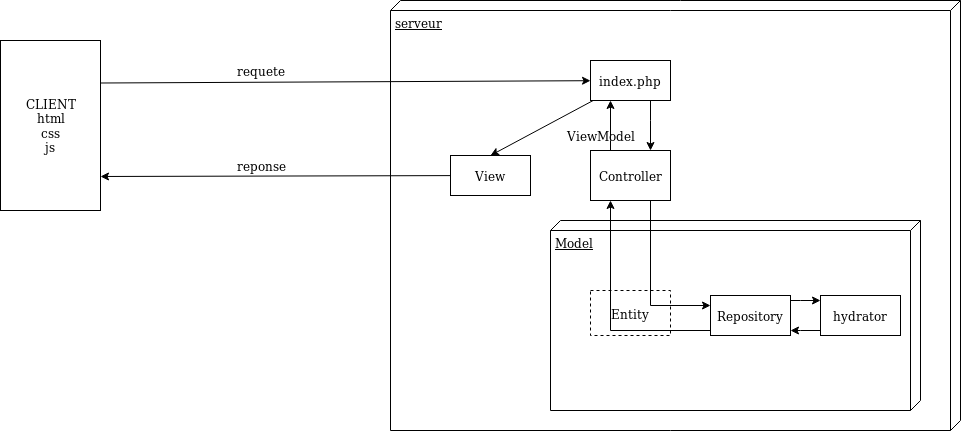 serveur
requete
index.php
CLIENT
html
css
js
ViewModel
reponse
View
Controller
Model
Entity
Repository
hydrator